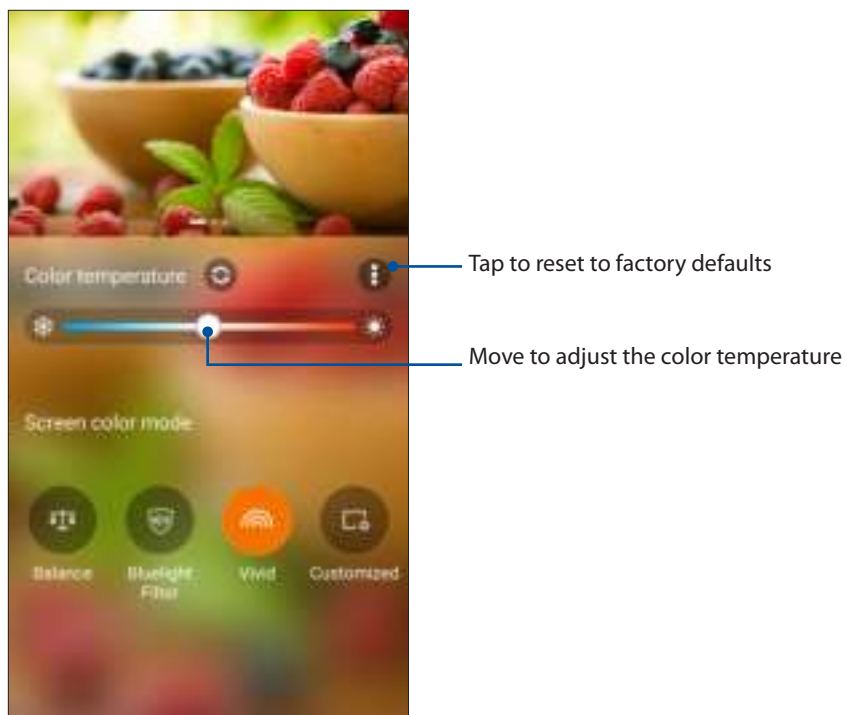 Color temperature
Tap to reset to factory defaults
Move to adjust the color temperature
Screen color mode
Balance
Bluelight
Filter
Vivid
Customized